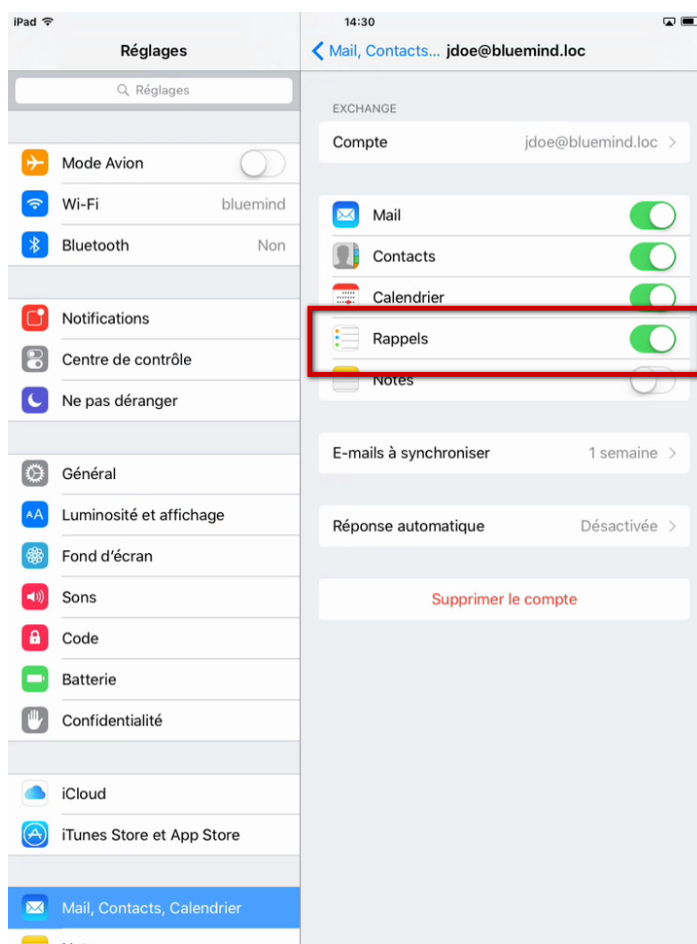 iPad
14:30
Réglages
Mail, Contacts... jdoe@bluemind.loc
Réglages
EXCHANGE
Compte jdoe@bluemind.loc
Mode Avion
Wi-Fi bluemind
Bluetooth Non
Mail
Contacts
Calendrier
Rappels
Notes
Notifications
Centre de contrôle
Ne pas déranger
E-mails à synchroniser 1 semaine
Réponse automatique Désactivée
Supprimer le compte
Général
AA Luminosité et affichage
Fond d'écran
Sons
Code
Batterie
Confidentialité
iCloud
iTunes Store et App Store
Mail, Contacts, Calendrier